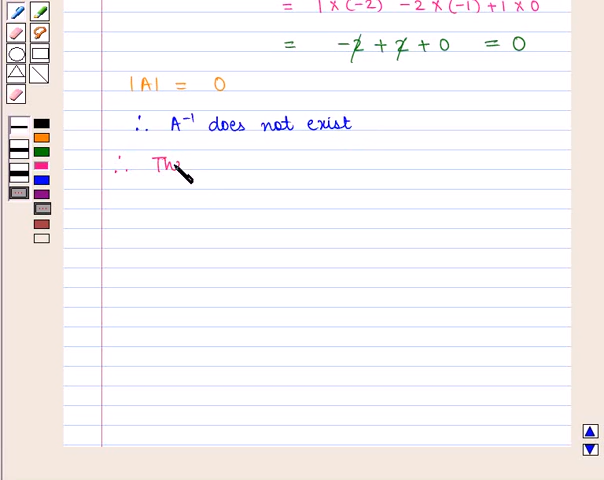 = 1 × (-2) - 2 × (-1) + 1 × 0
= -2 + 2 + 0 = 0
|A| = 0
∴ A⁻¹ does not exist
∴ Th